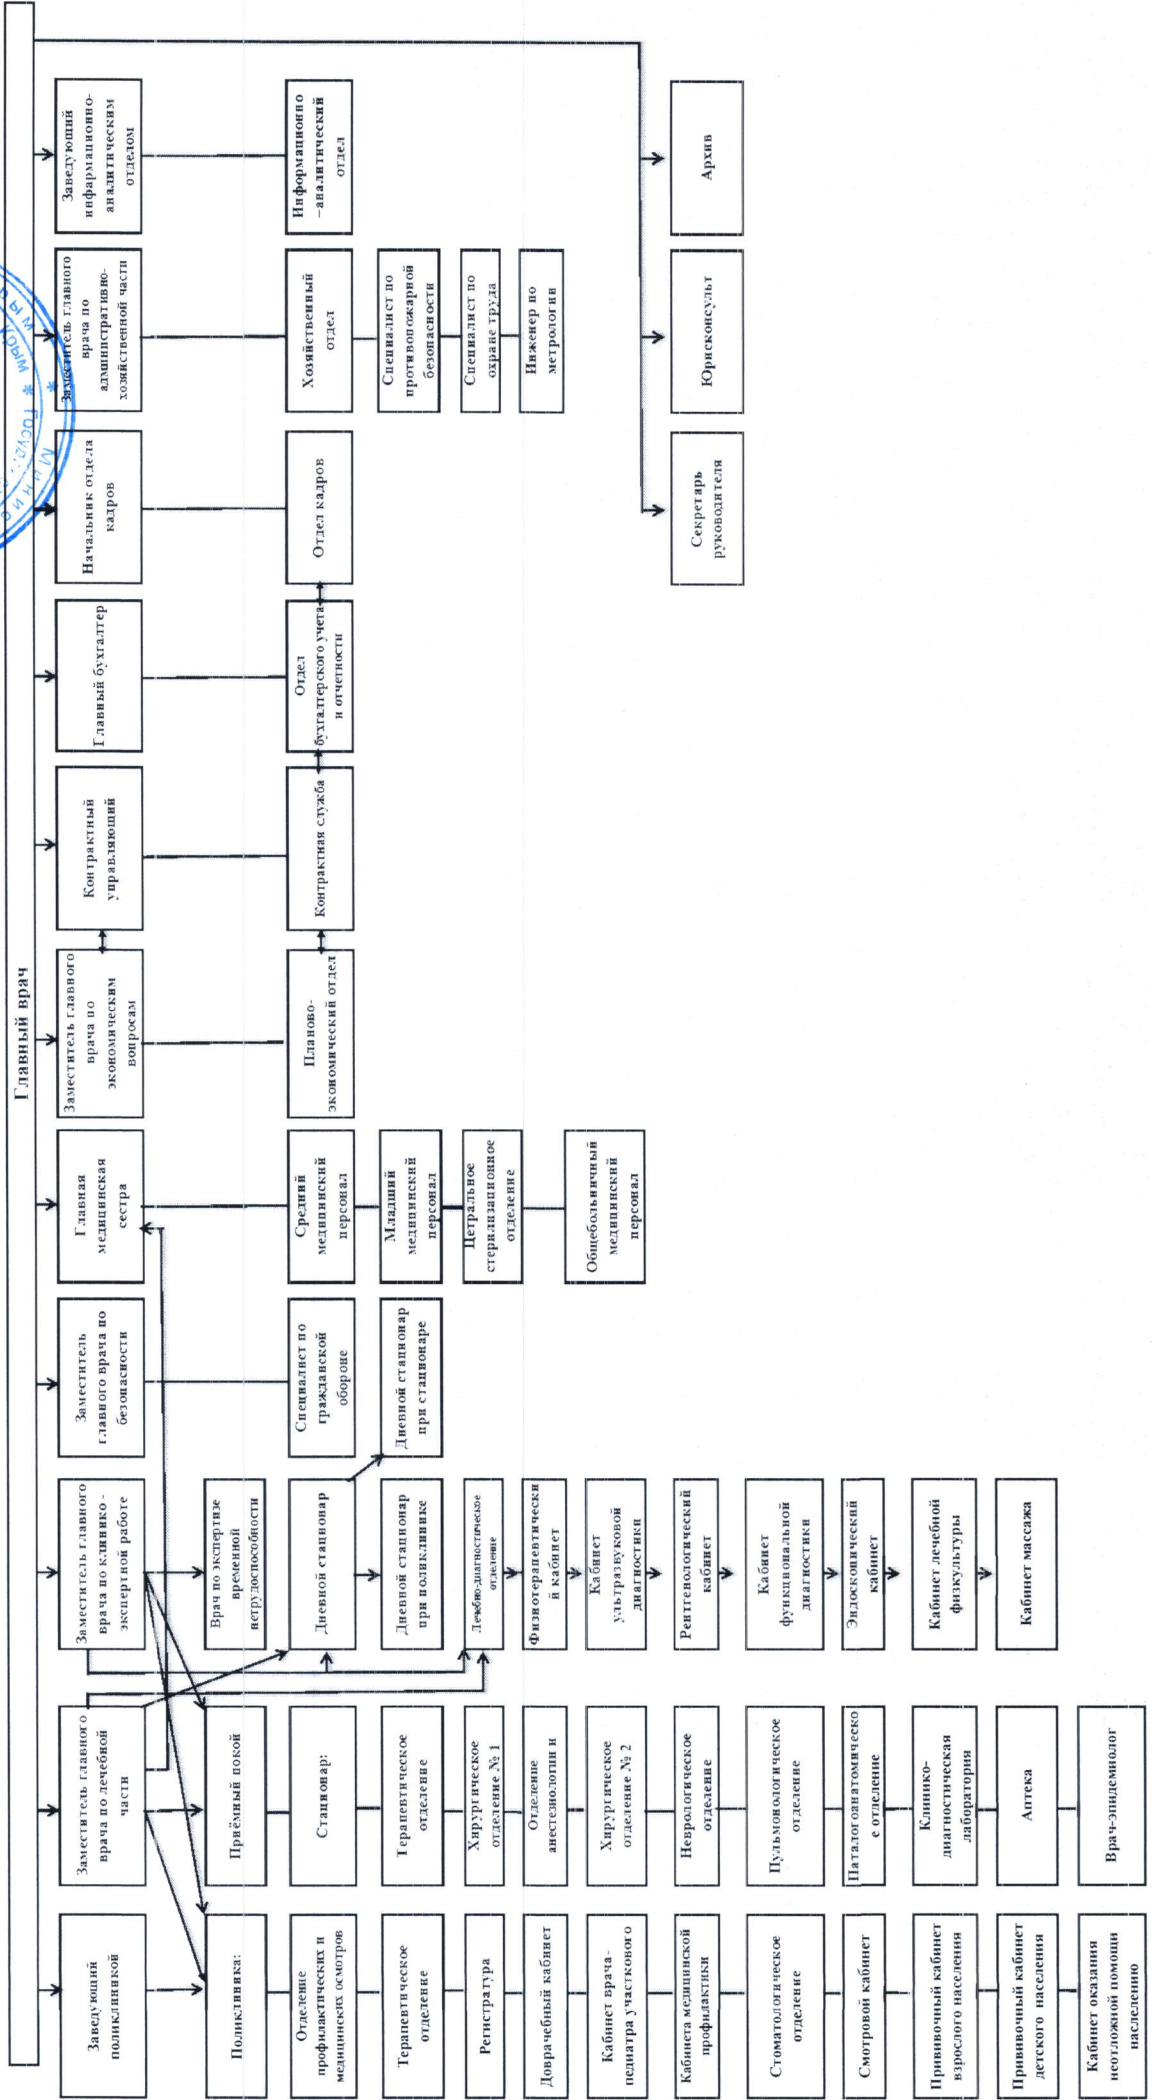 Главный врач
Заведующий
поликлиникой
Заместитель главного
врача по лечебной
части
Заместитель главного
врача по клинико -
экспертной работе
Заместитель
главного врача по
безопасности
Главная
медицинская
сестра
Заместитель главного
врача по
экономическим
вопросам
Контрактный
управляющий
Главный бухгалтер
Начальник отдела
кадров
Заместитель главного
врача по
административно-
хозяйственной части
Заведующий
инфармационно-
аналитическим
отделом
Поликлиника:
Отделение
профилактических и
медицинских осмотров
Терапевтическое
отделение
Регистратура
Доврачебный кабинет
Кабинет врача-
педиатра участкового
Кабинета медицинской
профилактики
Стоматологическое
отделение
Смотровой кабинет
Прививочный кабинет
взрослого населения
Прививочный кабинет
детского населения
Кабинет оказания
неотложной помощи
населению
Приёмный покой
Стационар:
Терапевтическое
отделение
Хирургическое
отделение № 1
Отделение
анестезиологии и
Хирургическое
отделение № 2
Неврологическое
отделение
Пульмонологическое
отделение
Паталогоанатомическо
е отделение
Клинико-
диагностическая
лаборатория
Аптека
Врач-эпидемиолог
Врач по экспертизе
временной
нетрудоспособности
Дневной стационар
Дневной стационар
при поликлинике
Лечебно-диагностическое
отделение
Физиотерапевтически
й кабинет
Кабинет
ультразвуковой
диагностики
Рентгенологический
кабинет
Кабинет
функциональной
диагностики
Эндоскопический
кабинет
Кабинет лечебной
физкультуры
Кабинет массажа
Специалист по
гражданской
обороне
Дневной стационар
при стационаре
Средний
медицинский
персонал
Младший
медицинский
персонал
Цетральное
стерилизационное
отделение
Общебольничный
медицинский
персонал
Планово-
экономический отдел
Контрактная служба
Отдел
бухгалтерского учета
и отчетности
Отдел кадров
Хозяйственный
отдел
Специалист по
противопожарной
безопасности
Специалист по
охране труда
Инженер по
метрологии
Информационно
–аналитический
отдел
Секретарь
руководителя
Юрисконсульт
Архив